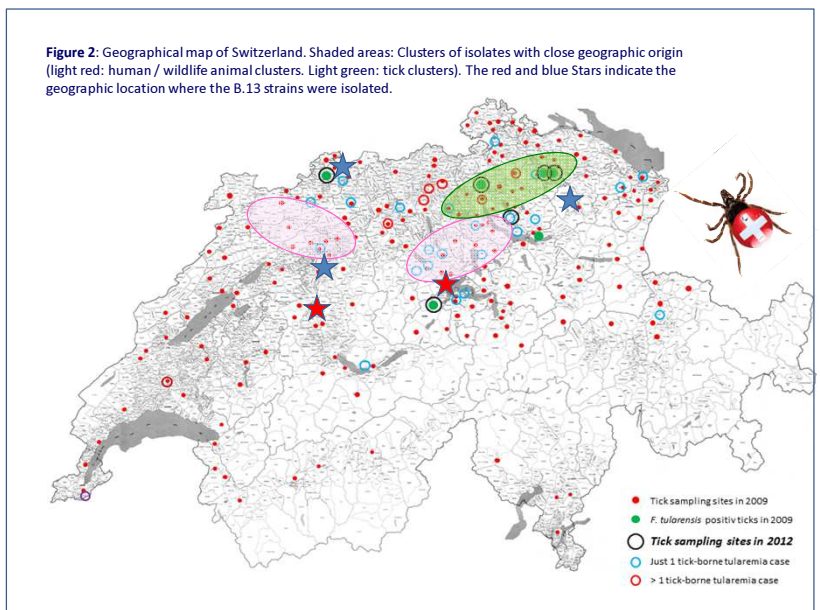 Figure 2: Geographical map of Switzerland. Shaded areas: Clusters of isolates with close geographic origin
(light red: human / wildlife animal clusters. Light green: tick clusters). The red and blue Stars indicate the
geographic location where the B.13 strains were isolated.
Tick sampling sites in 2009
F. tularensis positiv ticks in 2009
Tick sampling sites in 2012
Just 1 tick-borne tularemia case
> 1 tick-borne tularemia case